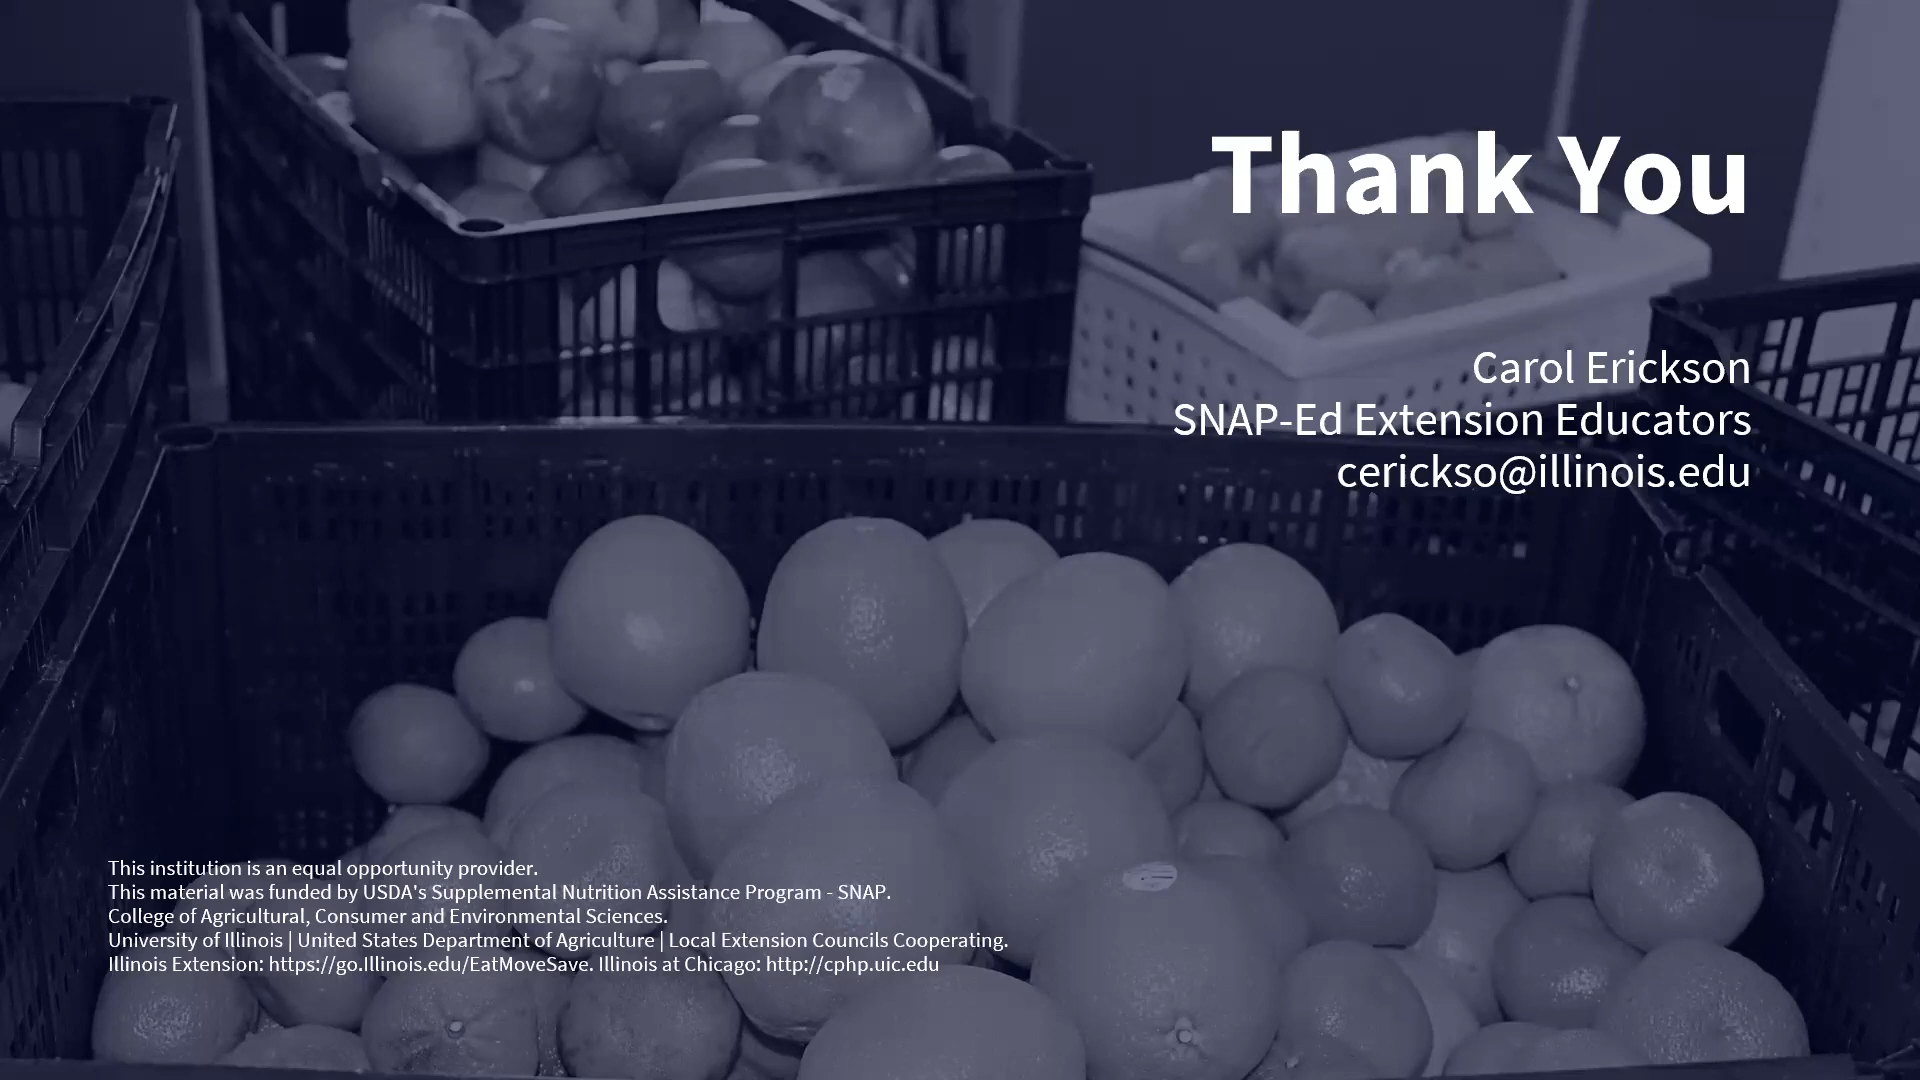 Thank You
Carol Erickson
SNAP-Ed Extension Educators
cerickso@illinois.edu
This institution is an equal opportunity provider.
This material was funded by USDA's Supplemental Nutrition Assistance Program - SNAP.
College of Agricultural, Consumer and Environmental Sciences.
University of Illinois | United States Department of Agriculture | Local Extension Councils Cooperating.
Illinois Extension: https://go.Illinois.edu/EatMoveSave. Illinois at Chicago: http://cphp.uic.edu